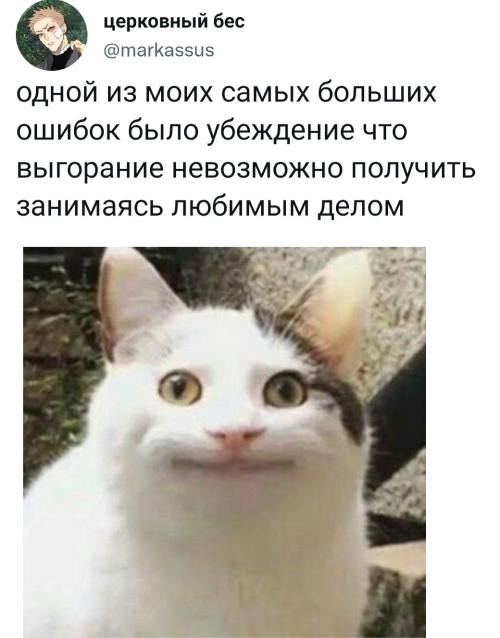 церковный бес
@markassus
одной из моих самых больших
ошибок было убеждение что
выгорание невозможно получить
занимаясь любимым делом